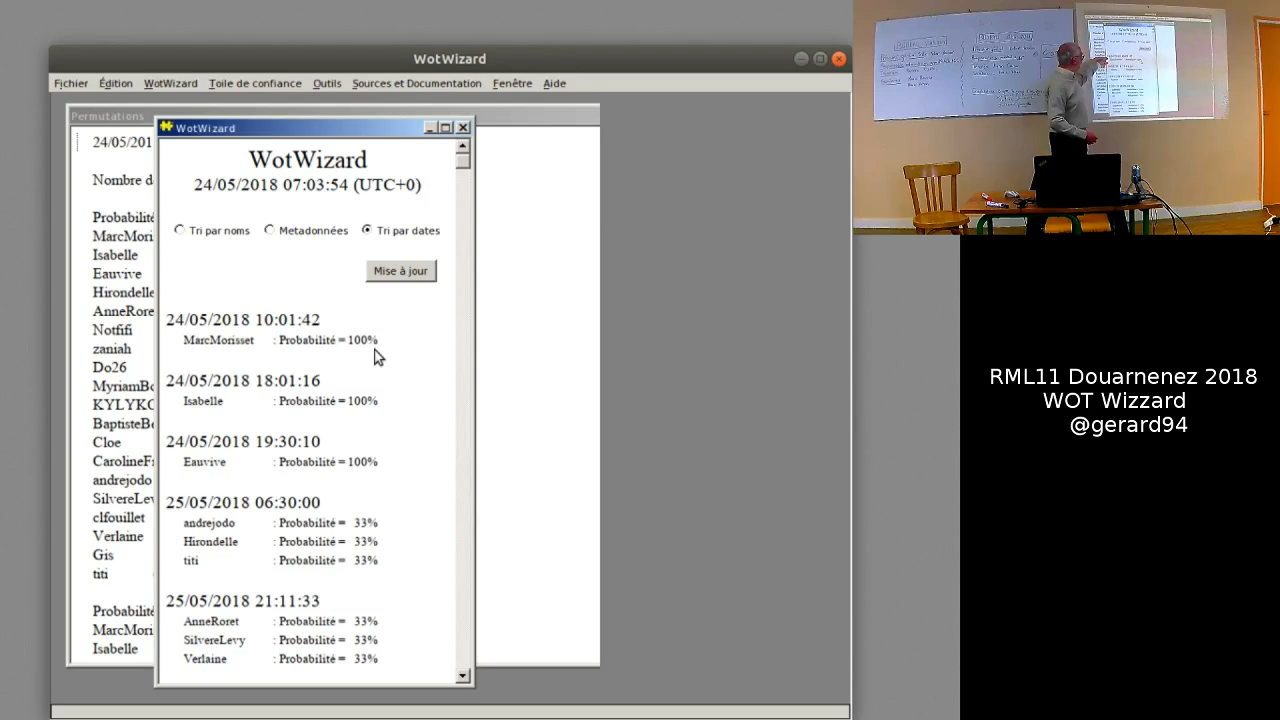 WotWizard
Fichier Édition WotWizard Toile de confiance Outils Sources et Documentation Fenêtre Aide
Permutations
24/05/201
Nombre d
Probabilité
MarcMori
Isabelle
Eauvive
Hirondelle
AnneRore
Notfifi
zaniah
Do26
MyriamBo
KYLYKC
BaptisteBe
Cloe
CarolineFr
andrejodo
SilvereLev
clfouillet
Verlaine
Gis
titi
Probabilité
MarcMori
Isabelle
WotWizard
WotWizard
24/05/2018 07:03:54 (UTC+0)
Tri par noms Metadonnées Tri par dates
Mise à jour
24/05/2018 10:01:42
MarcMorisset : Probabilité = 100%
24/05/2018 18:01:16
Isabelle : Probabilité = 100%
24/05/2018 19:30:10
Eauvive : Probabilité = 100%
25/05/2018 06:30:00
andrejodo : Probabilité = 33%
Hirondelle : Probabilité = 33%
titi : Probabilité = 33%
25/05/2018 21:11:33
AnneRoret : Probabilité = 33%
SilvereLevy : Probabilité = 33%
Verlaine : Probabilité = 33%
RML11 Douarnenez 2018
WOT Wizzard
@gerard94